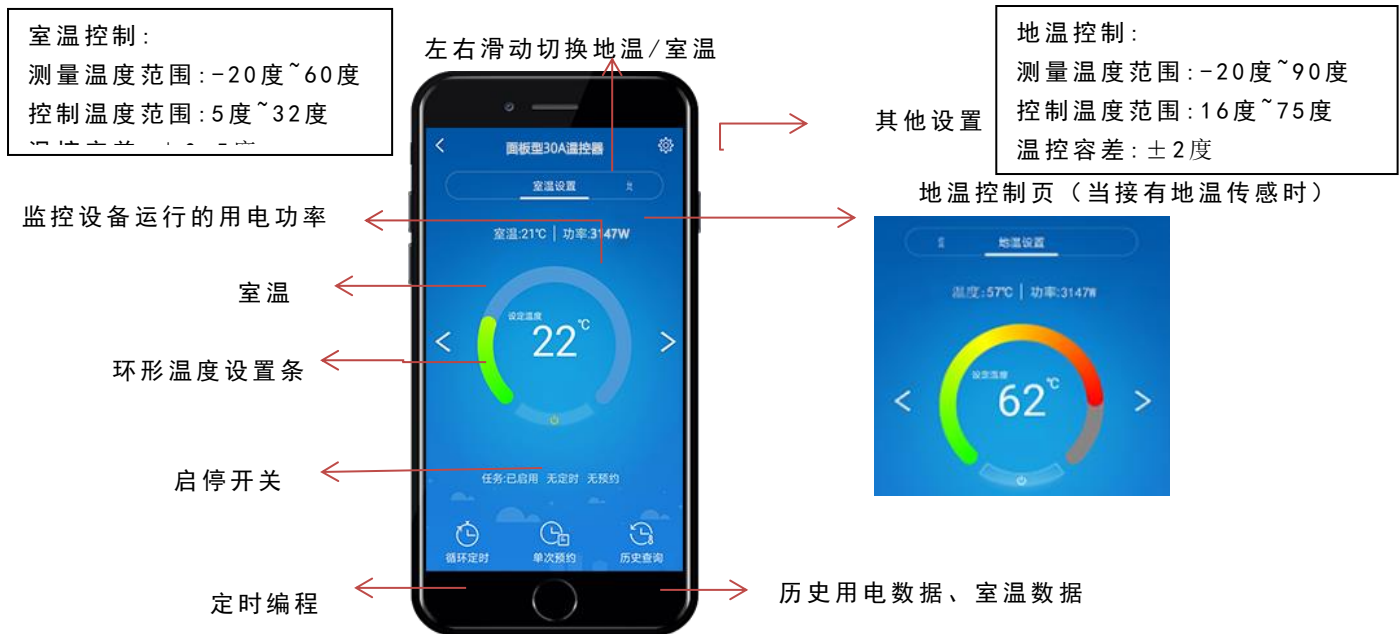 室温控制:
测量温度范围:-20度~60度
控制温度范围:5度~32度
左右滑动切换地温/室温
地温控制:
测量温度范围:-20度~90度
控制温度范围:16度~75度
温控容差:±2度
其他设置
面板型30A温控器
室温设置
监控设备运行的用电功率
地温控制页（当接有地温传感时）
室温:21℃ | 功率:3147W
地温设置
温度:57℃ | 功率:3147W
室温
设定温度
22℃
环形温度设置条
设定温度
62℃
启停开关
任务:已启用 无定时 无预约
循环定时 单次预约 历史查询
定时编程
历史用电数据、室温数据